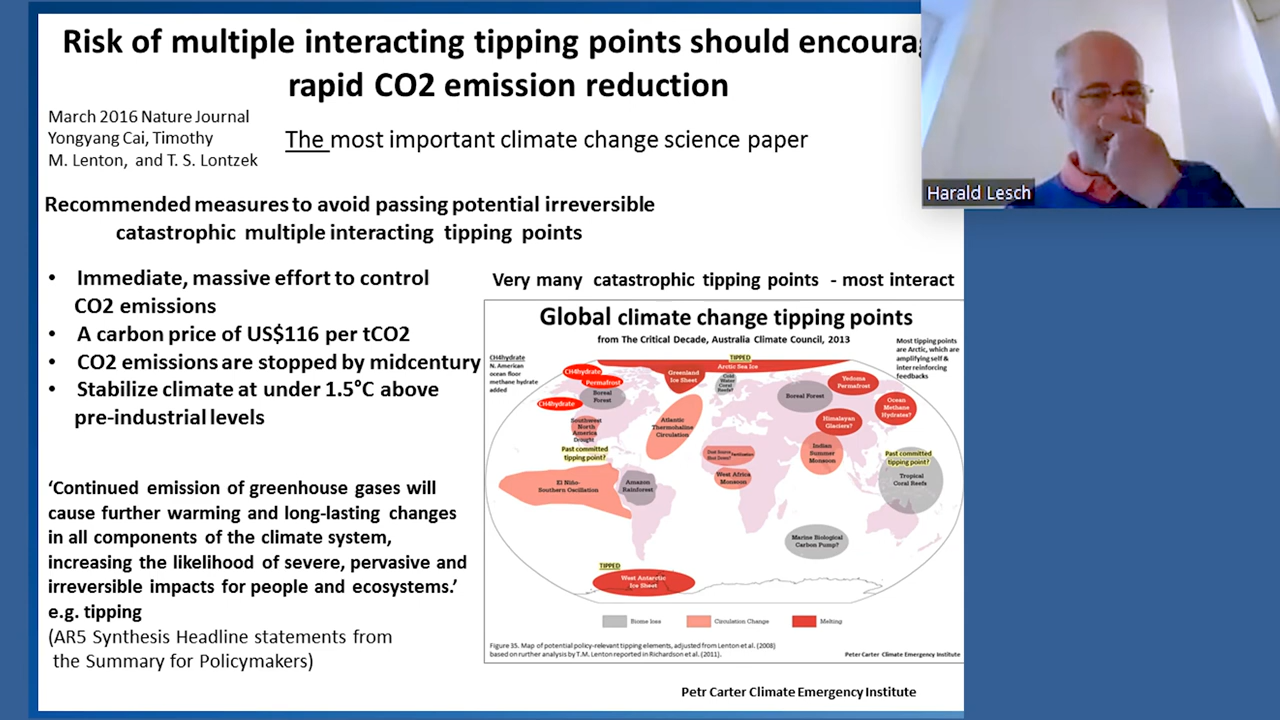 Risk of multiple interacting tipping points should encourag
rapid CO2 emission reduction
March 2016 Nature Journal
Yongyang Cai, Timothy
M. Lenton, and T. S. Lontzek
The most important climate change science paper
Harald Lesch
Recommended measures to avoid passing potential irreversible
catastrophic multiple interacting tipping points
• Immediate, massive effort to control
CO2 emissions
• A carbon price of US$116 per tCO2
• CO2 emissions are stopped by midcentury
• Stabilize climate at under 1.5°C above
pre-industrial levels
'Continued emission of greenhouse gases will
cause further warming and long-lasting changes
in all components of the climate system,
increasing the likelihood of severe, pervasive and
irreversible impacts for people and ecosystems.'
e.g. tipping
(AR5 Synthesis Headline statements from
the Summary for Policymakers)
Very many catastrophic tipping points - most interact
Global climate change tipping points
from The Critical Decade, Australia Climate Council, 2013
CH4hydrate
N. American
ocean floor
methane hydrate
added
Most tipping points
are Arctic, which are
amplifying self &
inter reinforcing
feedbacks
TIPPED
Arctic Sea Ice
CH4hydrate
Permafrost
Boreal
Forest
CH4hydrate
Greenland
Ice Sheet
Cold
Water
Coral
Reefs?
Boreal Forest
Yedoma
Permafrost
Ocean
Methane
Hydrates?
Himalayan
Glaciers?
Southwest
North
America
Drought
Atlantic
Thermohaline
Circulation
Past committed
tipping point?
Indian
Summer
Monsoon
Past committed
tipping point?
Tropical
Coral Reefs
West Africa
Monsoon
El Niño-
Southern Oscillation
Amazon
Rainforest
Marine Biological
Carbon Pump?
TIPPED
West Antarctic
Ice Sheet
Biome loss
Circulation Change
Melting
Figure 35. Map of potential policy-relevant tipping elements, adjusted from Lenton et al. (2008)
based on further analysis by T.M. Lenton reported in Richardson et al. (2011).
Peter Carter Climate Emergency Institute
Petr Carter Climate Emergency Institute